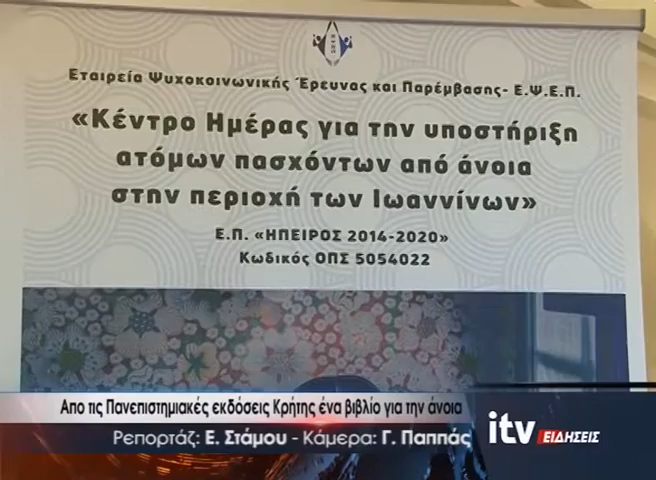 Εταιρεία Ψυχοκοινωνικής Έρευνας και Παρέμβασης- Ε.Ψ.Ε.Π.
«Κέντρο Ημέρας για την υποστήριξη
ατόμων πασχόντων από άνοια
στην περιοχή των Ιωαννίνων»
Ε.Π. «ΗΠΕΙΡΟΣ 2014-2020»
Κωδικός ΟΠΣ 5054022
Απο τις Πανεπιστημιακές εκδόσεις Κρήτης ένα βιβλίο για την άνοια
Ρεπορτάζ: Ε. Στάμου - Κάμερα: Γ. Παππάς
itv ΕΙΔΗΣΕΙΣ